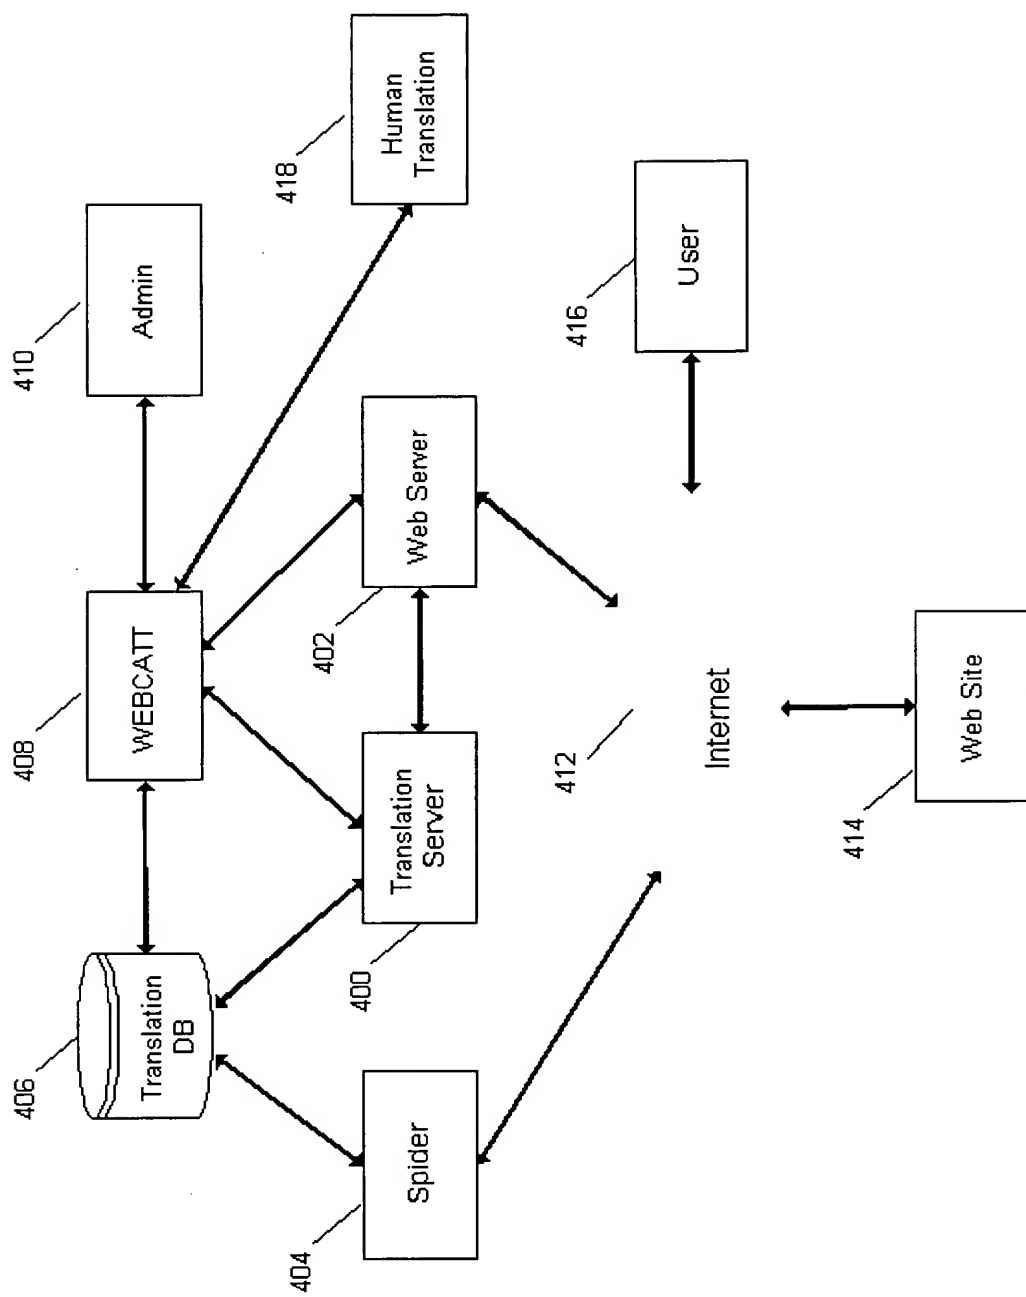 406
Translation
DB
408
WEBCATT
410
Admin
404
Spider
400
Translation
Server
402
Web Server
418
Human
Translation
412
Internet
416
User
414
Web Site